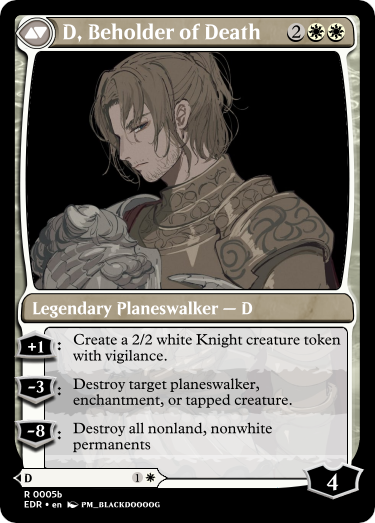 D, Beholder of Death 2
Legendary Planeswalker — D
+1: Create a 2/2 white Knight creature token
with vigilance.
-3: Destroy target planeswalker,
enchantment, or tapped creature.
-8: Destroy all nonland, nonwhite
permanents
D 1
4
R 0005b
EDR • en PM_BLACKDOOOOG